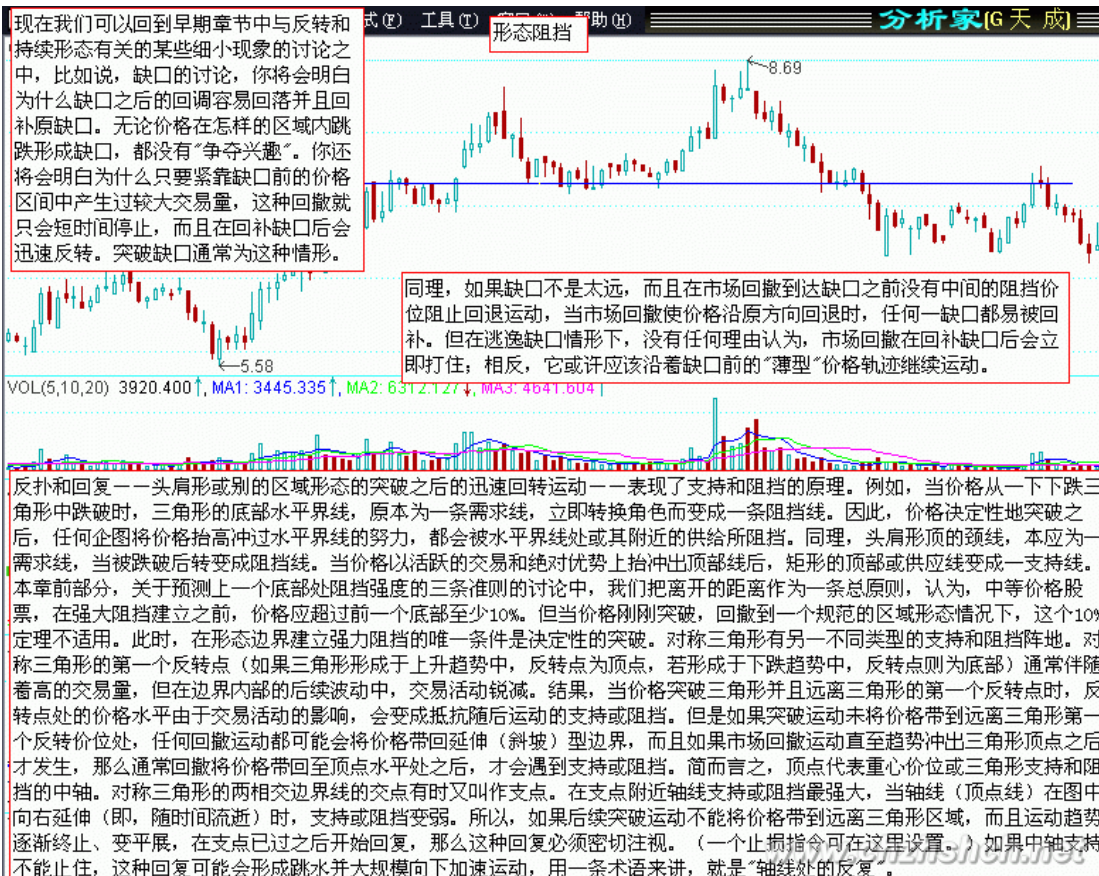 式(F) 工具(T) 帮助(H)
分析家[G 天 成]
形态阻挡
现在我们可以回到早期章节中与反转和
持续形态有关的某些细小现象的讨论之
中，比如说，缺口的讨论，你将会明白
为什么缺口之后的回调容易回落并且回
补原缺口。无论价格在怎样的区域内跳
跌形成缺口，都没有"争夺兴趣"。你还
将会明白为什么只要紧靠缺口前的价格
区间中产生过较大交易量，这种回撤就
只会短时间停止，而且在回补缺口后会
迅速反转。突破缺口通常为这种情形。
8.69
同理，如果缺口不是太远，而且在市场回撤到达缺口之前没有中间的阻挡价
位阻止回退运动，当市场回撤使价格沿原方向回退时，任何一缺口都易被回
补。但在逃逸缺口情形下，没有任何理由认为，市场回撤在回补缺口后会立
即打住；相反，它或许应该沿着缺口前的"薄型"价格轨迹继续运动。
5.58
VOL(5,10,20) 3920.400↑, MA1: 3445.335↑, MA2: 6312.127↓, MA3: 4641.604
反扑和回复－－头肩形或别的区域形态的突破之后的迅速回转运动－－表现了支持和阻挡的原理。例如，当价格从一下下跌三
角形中跌破时，三角形的底部水平界线，原本为一条需求线，立即转换角色而变成一条阻挡线。因此，价格决定性地突破之
后，任何企图将价格抬高冲过水平界线的努力，都会被水平界线处或其附近的供给所阻挡。同理，头肩形顶的颈线，本应为一
需求线，当被跌破后转变成阻挡线。当价格以活跃的交易和绝对优势上抬冲出顶部线后，矩形的顶部或供应线变成一支持线。
本章前部分，关于预测上一个底部处阻挡强度的三条准则的讨论中，我们把离开的距离作为一条总原则，认为，中等价格股
票，在强大阻挡建立之前，价格应超过前一个底部至少10%。但当价格刚刚突破，回撤到一个规范的区域形态情况下，这个10%
定理不适用。此时，在形态边界建立强力阻挡的唯一条件是决定性的突破。对称三角形有另一不同类型的支持和阻挡阵地。对
称三角形的第一个反转点（如果三角形形成于上升趋势中，反转点为顶点，若形成于下跌趋势中，反转点则为底部）通常伴随
着高的交易量，但在边界内部的后续波动中，交易活动锐减。结果，当价格突破三角形并且远离三角形的第一个反转点时，反
转点处的价格水平由于交易活动的影响，会变成抵抗随后运动的支持或阻挡。但是如果突破运动未将价格带到远离三角形第一
个反转价位处，任何回撤运动都可能会将价格带回延伸（斜坡）型边界，而且如果市场回撤运动直至趋势冲出三角形顶点之后
才发生，那么通常回撤将价格带回至顶点水平处之后，才会遇到支持或阻挡。简而言之，顶点代表重心价位或三角形支持和阻
挡的中轴。对称三角形的两相交边界线的交点有时又叫作支点。在支点附近轴线支持或阻挡最强大，当轴线（顶点线）在图中
向右延伸（即，随时间流逝）时，支持或阻挡变弱。所以，如果后续突破运动不能将价格带到远离三角形区域，而且运动趋势
逐渐终止、变平展，在支点已过之后开始回复，那么这种回复必须密切注视。（一个止损指令可在这里设置。）如果中轴支持
不能止住，这种回复可能会形成跳水并大规模向下加速运动，用一条术语来讲，就是"轴线处的反复"。